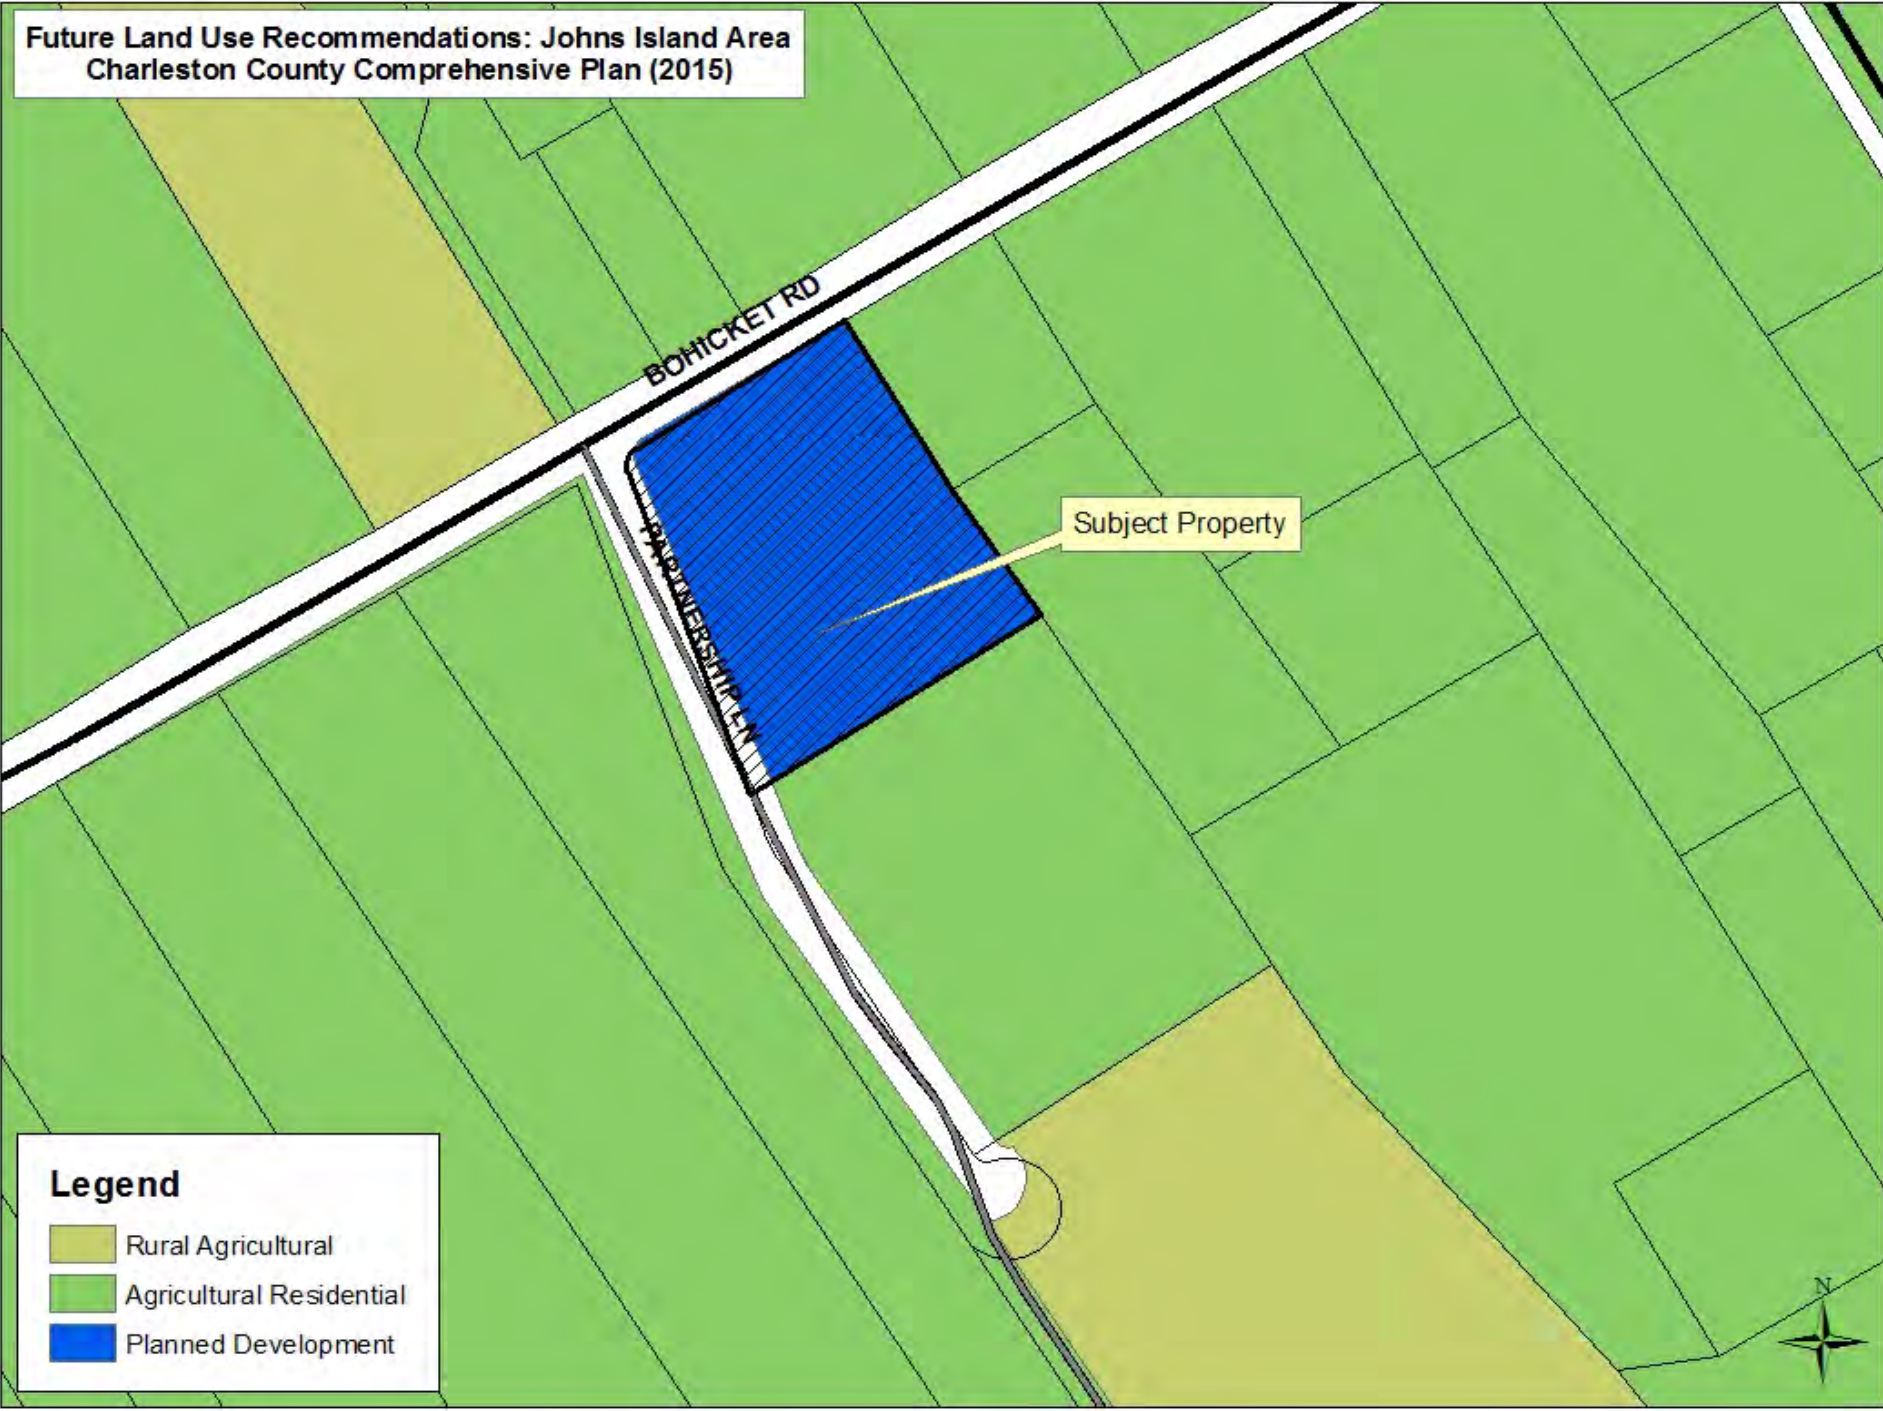 Future Land Use Recommendations: Johns Island Area
Charleston County Comprehensive Plan (2015)
BOHICKET RD
Subject Property
PARTNERSHIP LN
Legend
Rural Agricultural
Agricultural Residential
Planned Development
N